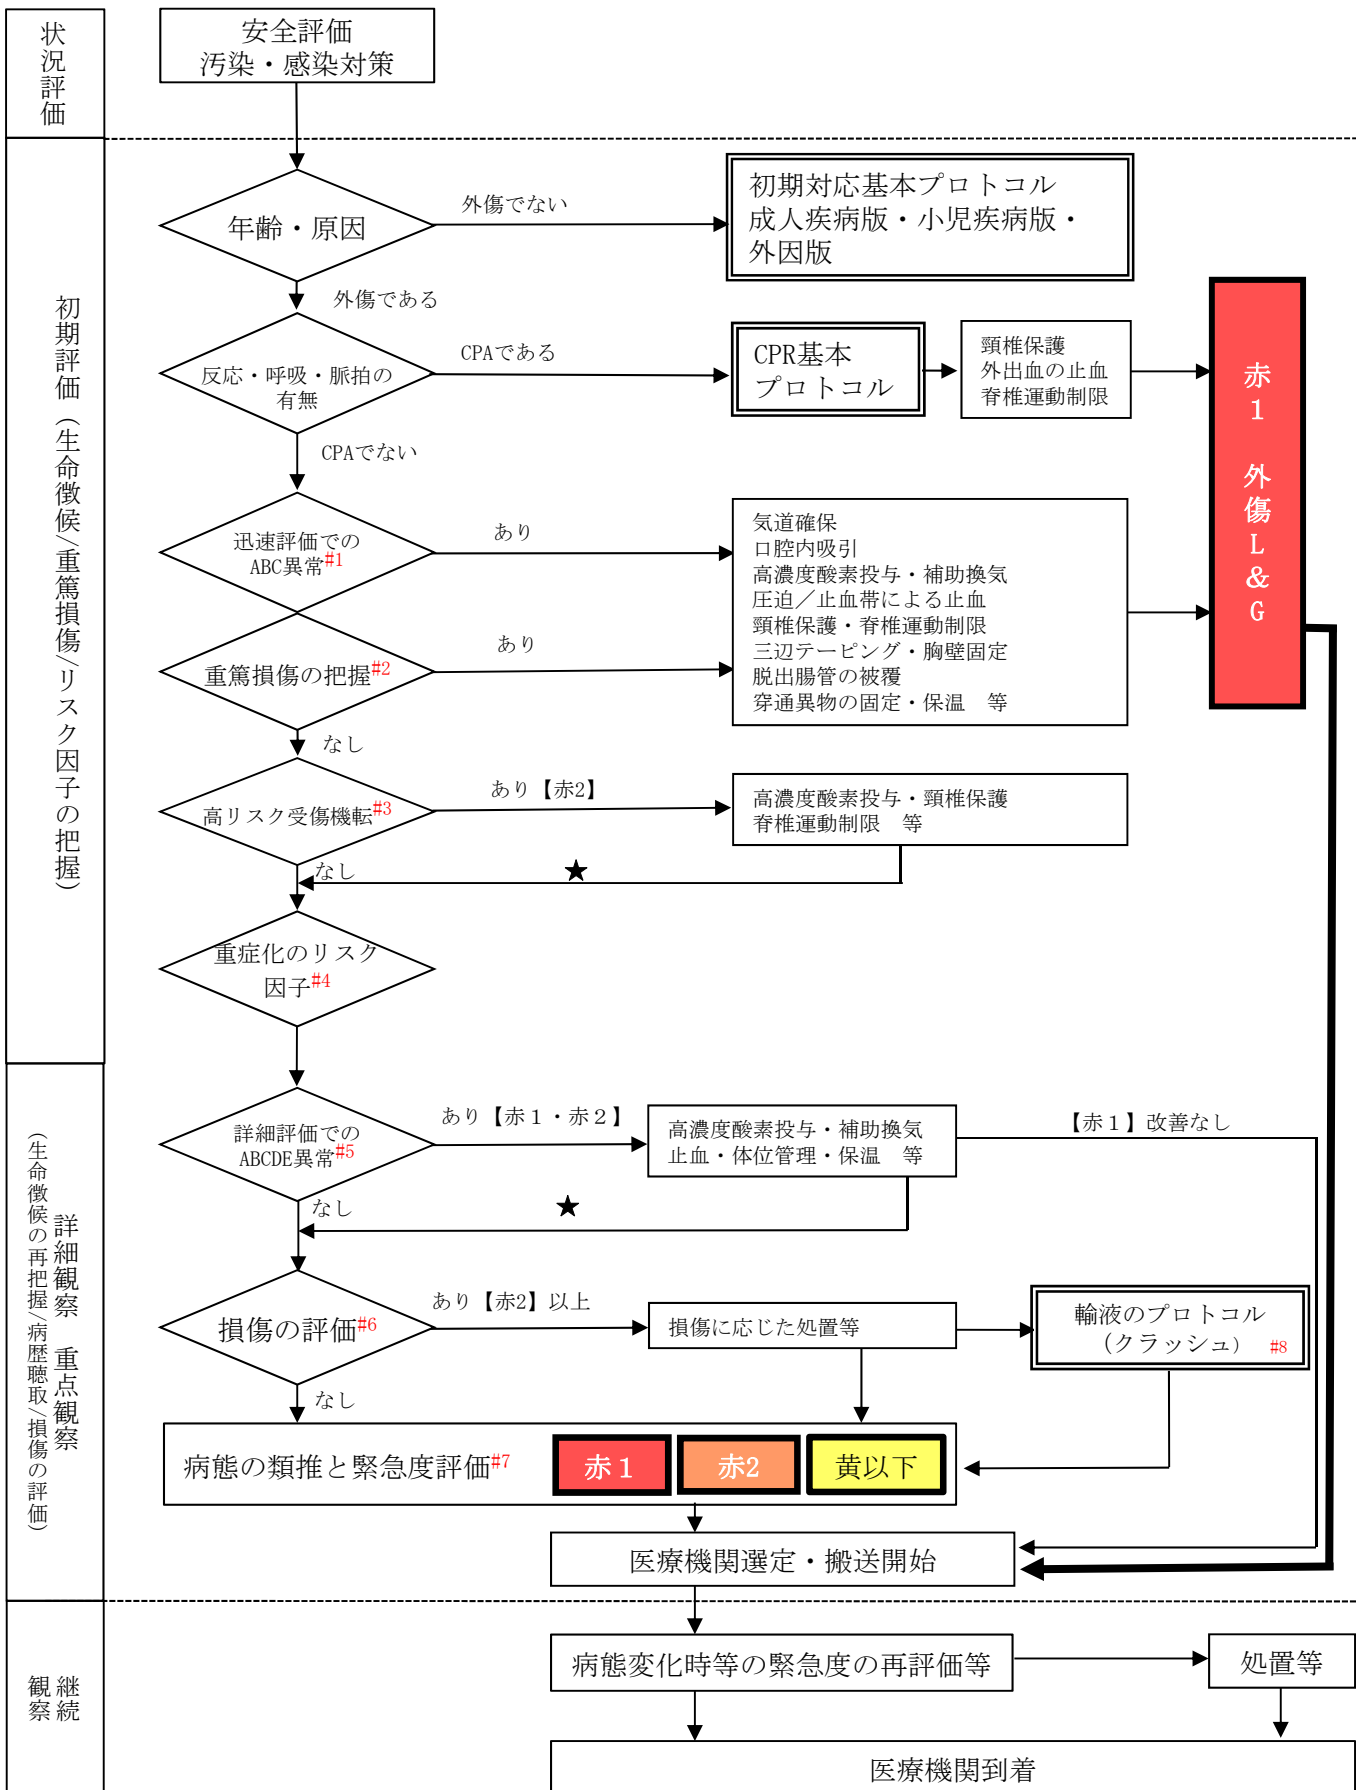 状況評価
安全評価
汚染・感染対策
初期評価（生命徴候/重篤損傷/リスク因子の把握）
年齢・原因
外傷でない
初期対応基本プロトコル
成人疾病版・小児疾病版・
外因版
外傷である
反応・呼吸・脈拍の
有無
CPAである
CPR基本
プロトコル
頸椎保護
外出血の止血
脊椎運動制限
赤1 外傷L&G
CPAでない
迅速評価での
ABC異常#1
あり
気道確保
口腔内吸引
高濃度酸素投与・補助換気
圧迫／止血帯による止血
頸椎保護・脊椎運動制限
三辺テーピング・胸壁固定
脱出腸管の被覆
穿通異物の固定・保温　等
重篤損傷の把握#2
あり
なし
高リスク受傷機転#3
あり【赤2】
高濃度酸素投与・頸椎保護
脊椎運動制限　等
なし
★
重症化のリスク
因子#4
詳細観察　重点観察
（生命徴候の再把握/病歴聴取/損傷の評価）
詳細評価での
ABCDE異常#5
あり【赤１・赤２】
高濃度酸素投与・補助換気
止血・体位管理・保温　等
【赤１】改善なし
なし
★
損傷の評価#6
あり【赤2】以上
損傷に応じた処置等
輸液のプロトコル
（クラッシュ）　#8
なし
病態の類推と緊急度評価#7
赤１
赤2
黄以下
医療機関選定・搬送開始
継続
観察
病態変化時等の緊急度の再評価等
処置等
医療機関到着